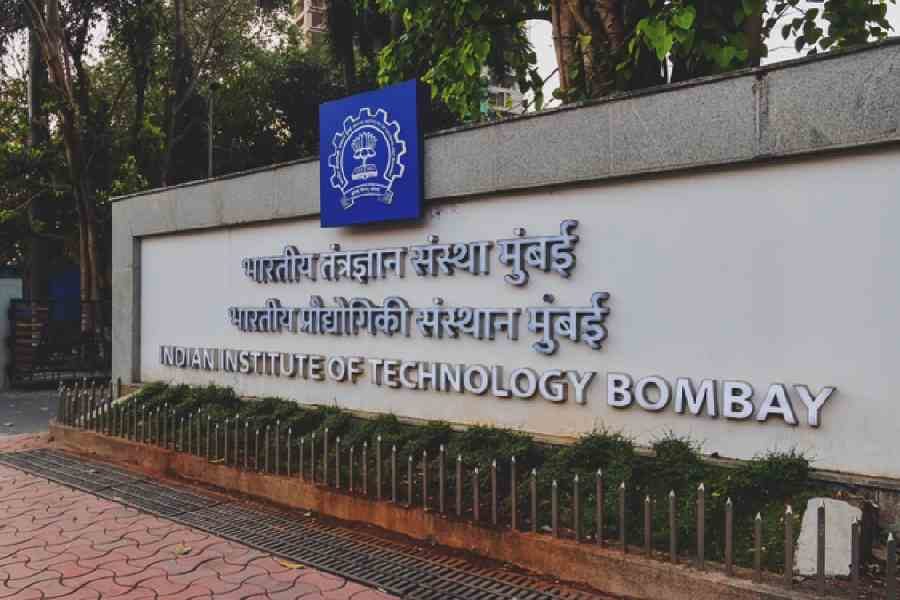 भारतीय तंत्रज्ञान संस्था मुंबई
भारतीय प्रौद्योगिकी संस्थान मुंबई
INDIAN INSTITUTE OF TECHNOLOGY BOMBAY